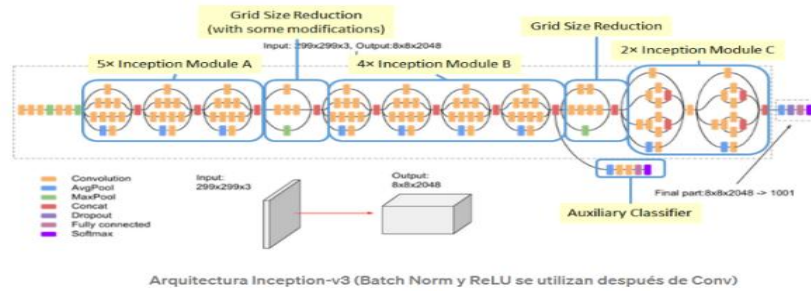 Grid Size Reduction
(with some modifications)
Grid Size Reduction
Input: 299x299x3, Output:8x8x2048
5× Inception Module A
4× Inception Module B
2× Inception Module C
Convolution
AvgPool
MaxPool
Concat
Dropout
Fully connected
Softmax
Input:
299x299x3
Output:
8x8x2048
Final part:8x8x2048 -> 1001
Auxiliary Classifier
Arquitectura Inception-v3 (Batch Norm y ReLU se utilizan después de Conv)